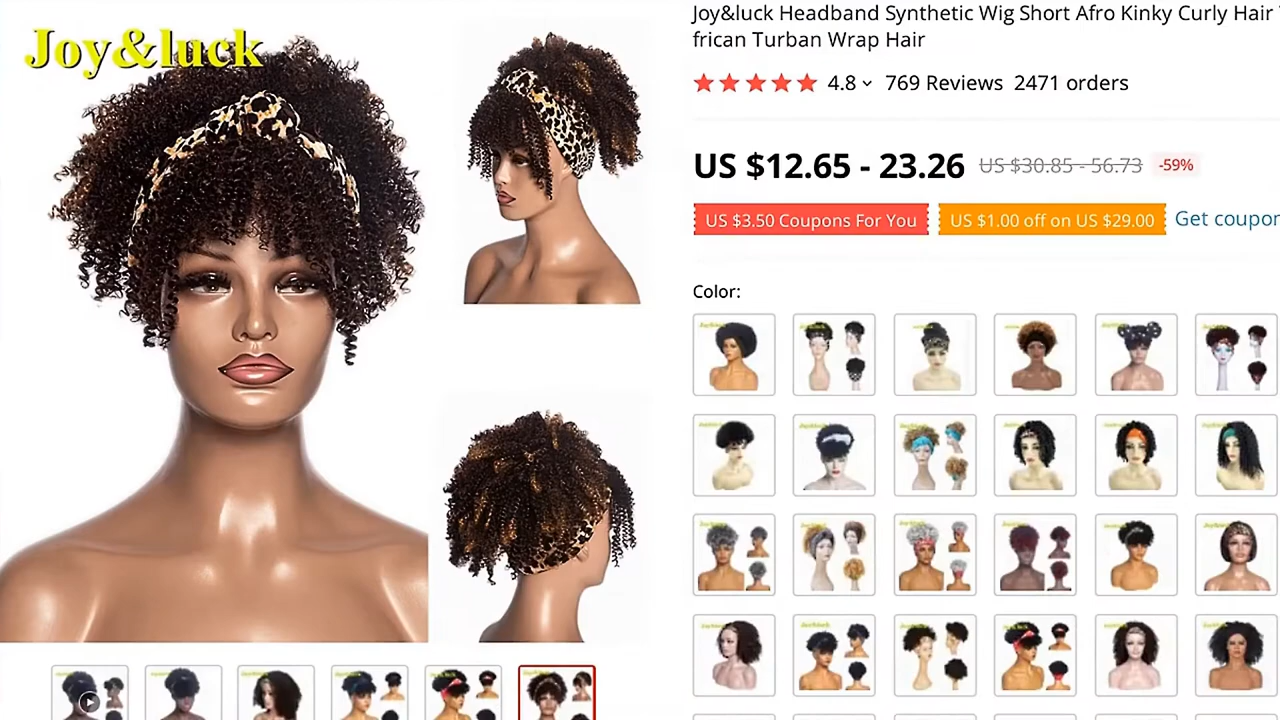 Joy&luck
Joy&luck Headband Synthetic Wig Short Afro Kinky Curly Hair
frican Turban Wrap Hair
4.8 769 Reviews 2471 orders
US $12.65 - 23.26 US $30.85 - 56.73 -59%
US $3.50 Coupons For You US $1.00 off on US $29.00 Get coupon
Color: